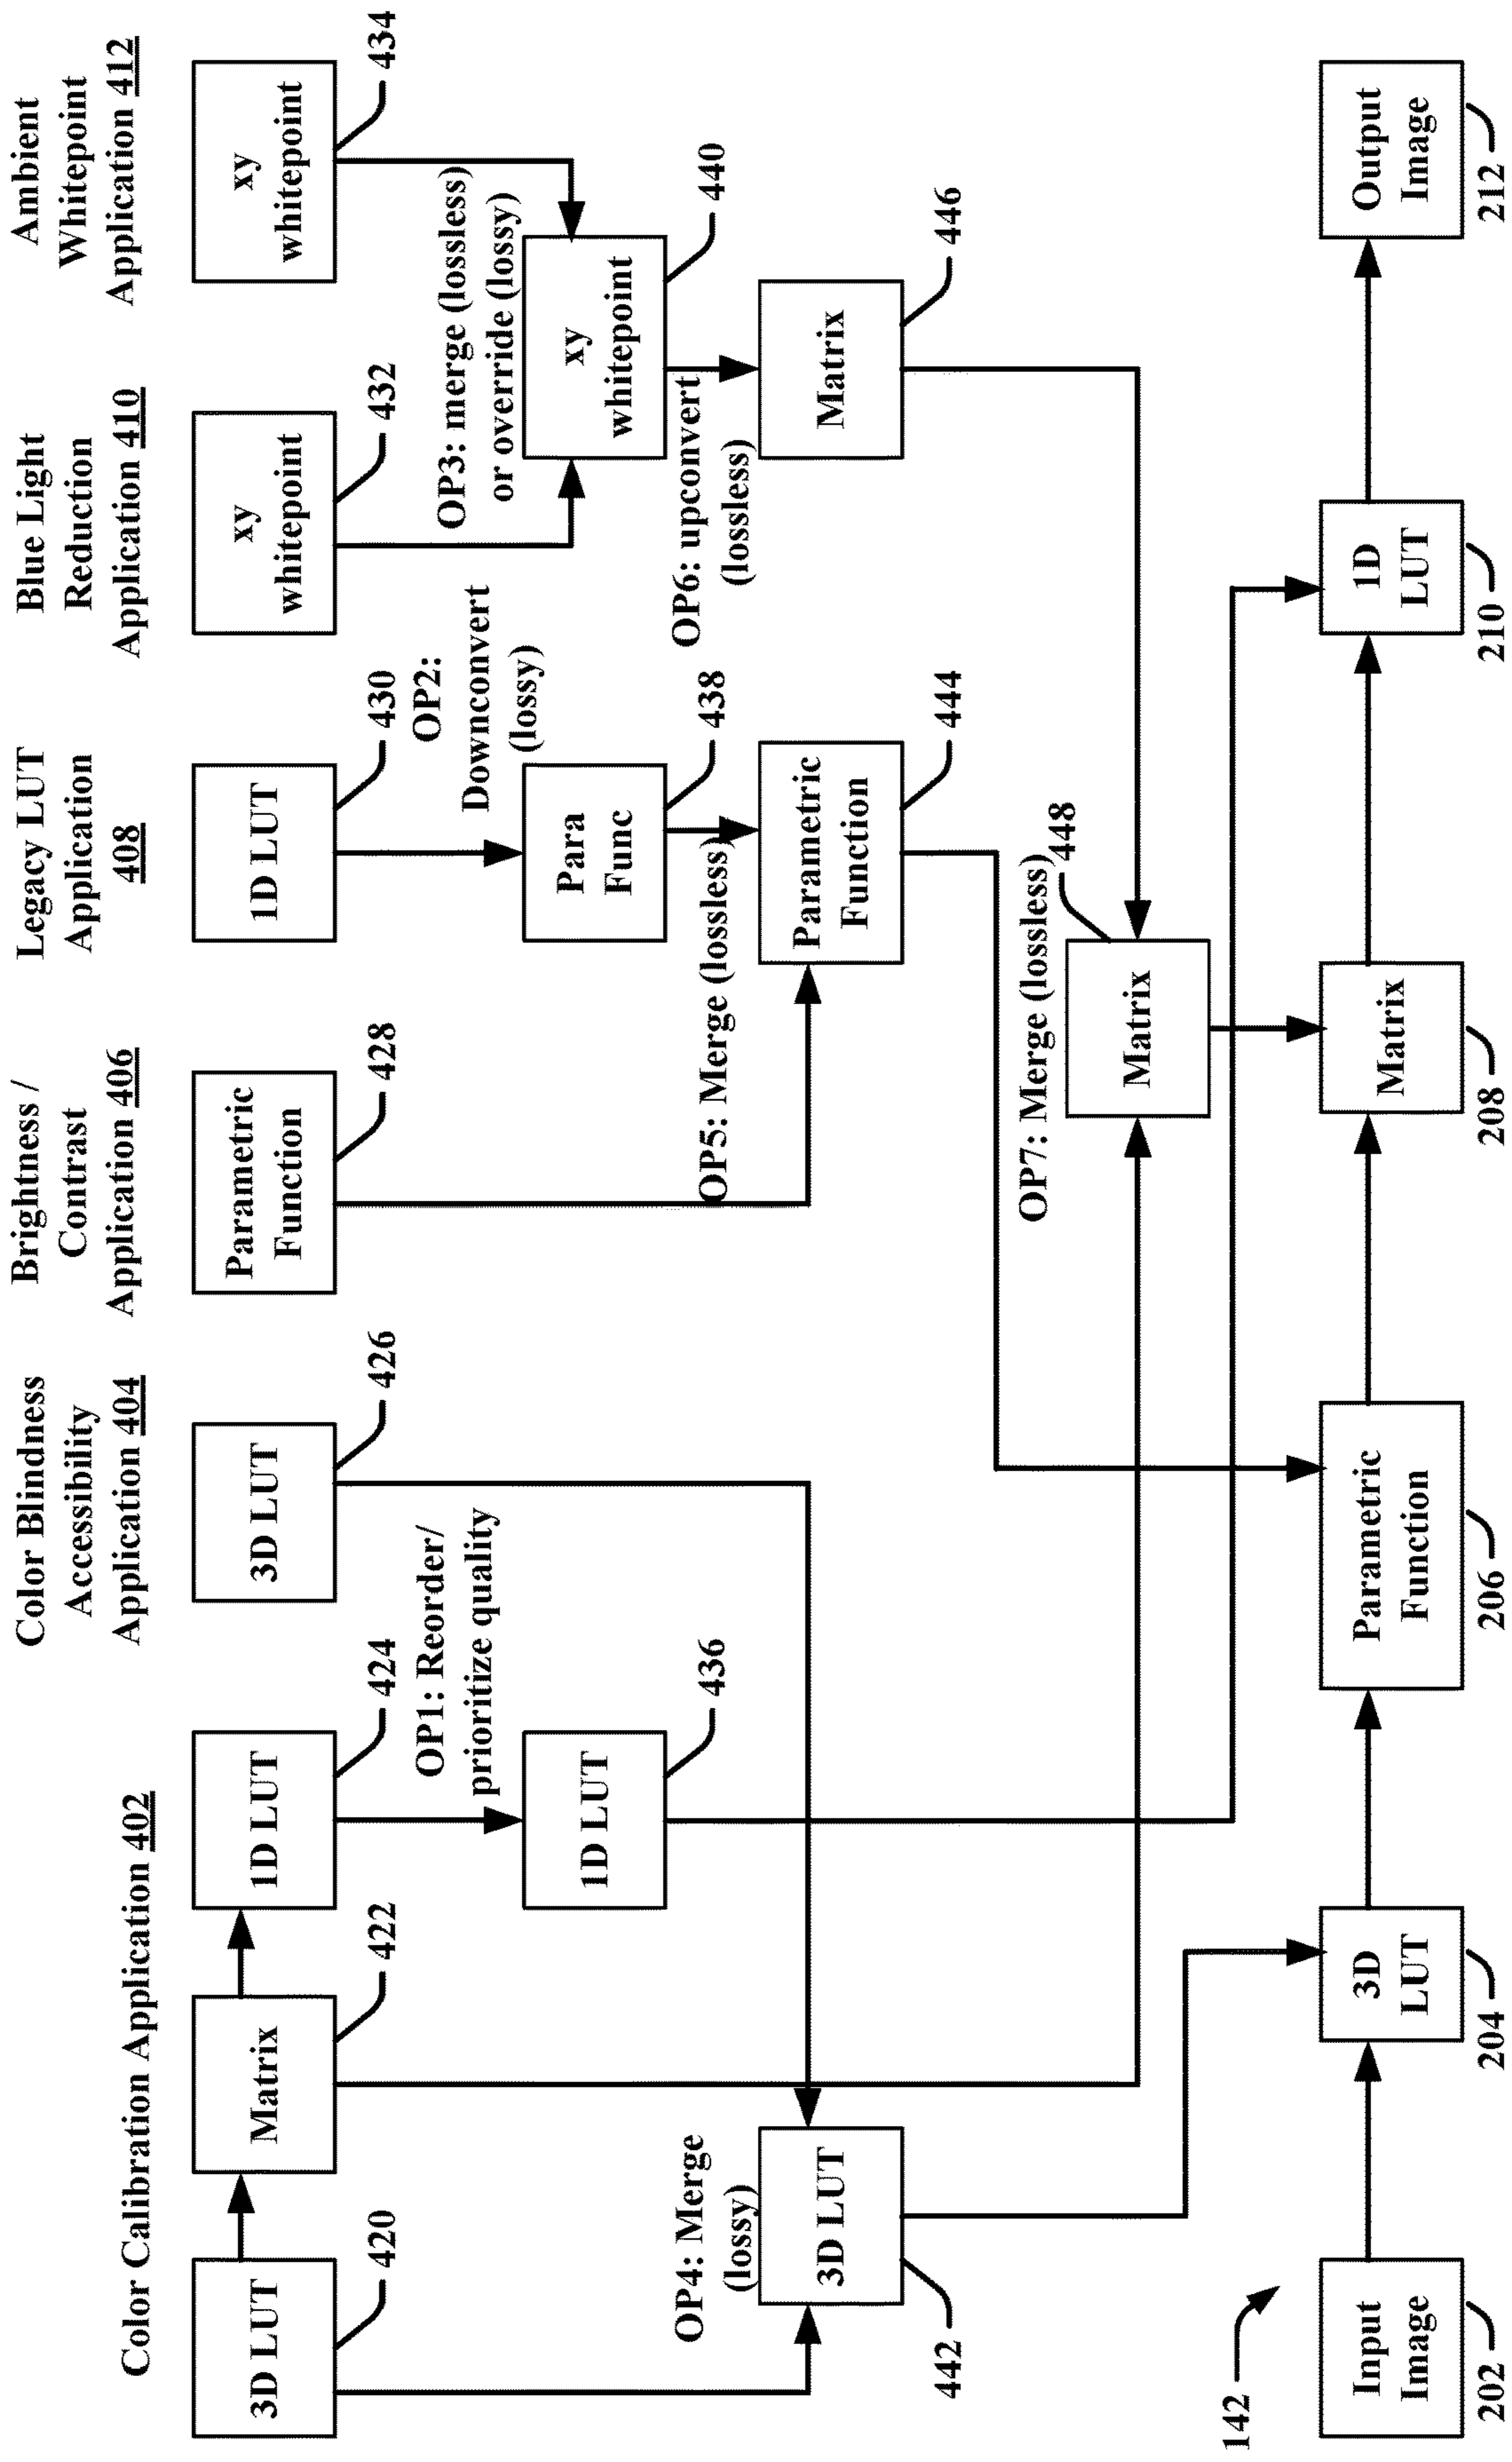 Color Calibration Application 402
Color Blindness
Accessibility
Application 404
Brightness /
Contrast
Application 406
Legacy LUT
Application
408
Blue Light
Reduction
Application 410
Ambient
Whitepoint
Application 412
3D LUT
420
Matrix
422
1D LUT
424
3D LUT
426
Parametric
Function
428
1D LUT
430
xy
whitepoint
432
xy
whitepoint
434
OP1: Reorder/
prioritize quality
OP2:
Downconvert
(lossy)
OP3: merge (lossless)
or override (lossy)
1D LUT
436
Para
Func
438
xy
whitepoint
440
OP4: Merge
(lossy)
OP5: Merge (lossless)
OP6: upconvert
(lossless)
3D LUT
442
Parametric
Function
444
Matrix
446
OP7: Merge (lossless)
448
Matrix
142
Input
Image
202
3D
LUT
204
Parametric
Function
206
Matrix
208
1D
LUT
210
Output
Image
212